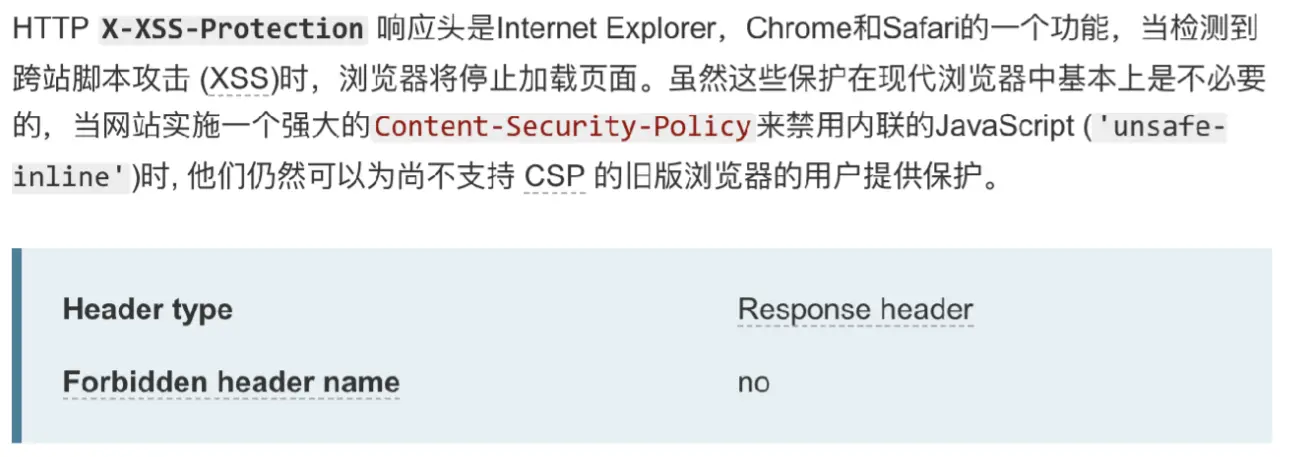 HTTP X-XSS-Protection 响应头是Internet Explorer，Chrome和Safari的一个功能，当检测到
跨站脚本攻击 (XSS)时，浏览器将停止加载页面。虽然这些保护在现代浏览器中基本上是不必要
的，当网站实施一个强大的Content-Security-Policy来禁用内联的JavaScript ('unsafe-
inline')时, 他们仍然可以为尚不支持 CSP 的旧版浏览器的用户提供保护。
Header type Response header
Forbidden header name no